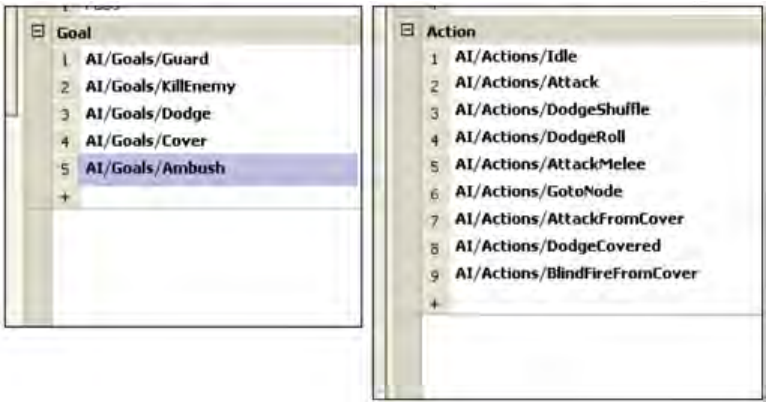 Goal
1 AI/Goals/Guard
2 AI/Goals/KillEnemy
3 AI/Goals/Dodge
4 AI/Goals/Cover
5 AI/Goals/Ambush
+
Action
1 AI/Actions/Idle
2 AI/Actions/Attack
3 AI/Actions/DodgeShuffle
4 AI/Actions/DodgeRoll
5 AI/Actions/AttackMelee
6 AI/Actions/GotoNode
7 AI/Actions/AttackFromCover
8 AI/Actions/DodgeCovered
9 AI/Actions/BlindFireFromCover
+